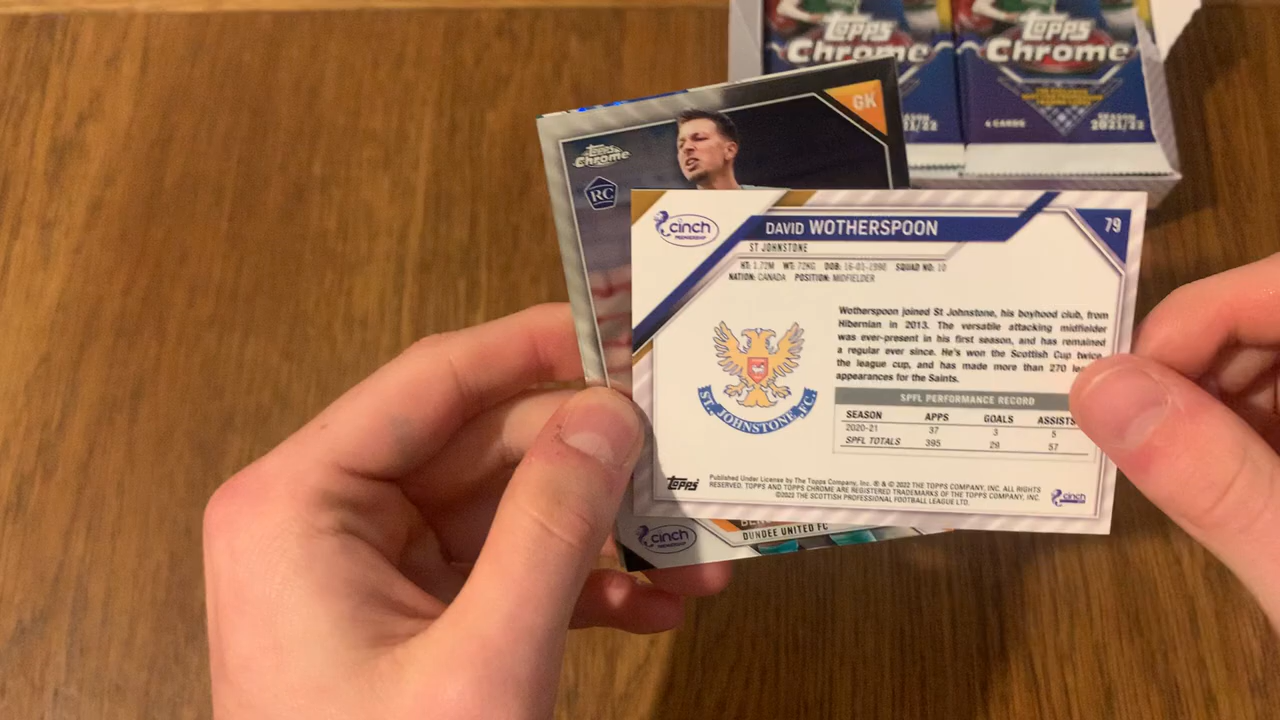 Topps
Chrome
SON
21/22
Topps
Chrome
4 CARDS
SEASON
2021/22
GK
Topps
Chrome
RC
cinch
PREMIERSHIP
DAVID WOTHERSPOON
79
ST JOHNSTONE
HT: 1.72M WT: 72KG DOB: 16-01-1990 SQUAD NO: 10
NATION: CANADA POSITION: MIDFIELDER
Wotherspoon joined St Johnstone, his boyhood club, from
Hibernian in 2013. The versatile attacking midfielder
was ever-present in his first season, and has remained
a regular ever since. He's won the Scottish Cup twice,
the league cup, and has made more than 270 lea
appearances for the Saints.
ST. JOHNSTONE F.C.
SPFL PERFORMANCE RECORD
SEASON APPS GOALS ASSISTS
2020-21 37 3 5
SPFL TOTALS 395 29 57
Topps
Published Under License by The Topps Company, Inc. ® & © 2022 THE TOPPS COMPANY, INC. ALL RIGHTS
RESERVED. TOPPS AND TOPPS CHROME ARE REGISTERED TRADEMARKS OF THE TOPPS COMPANY, INC.
©2022 THE SCOTTISH PROFESSIONAL FOOTBALL LEAGUE LTD.
cinch
cinch
PREMIERSHIP
DUNDEE UNITED FC